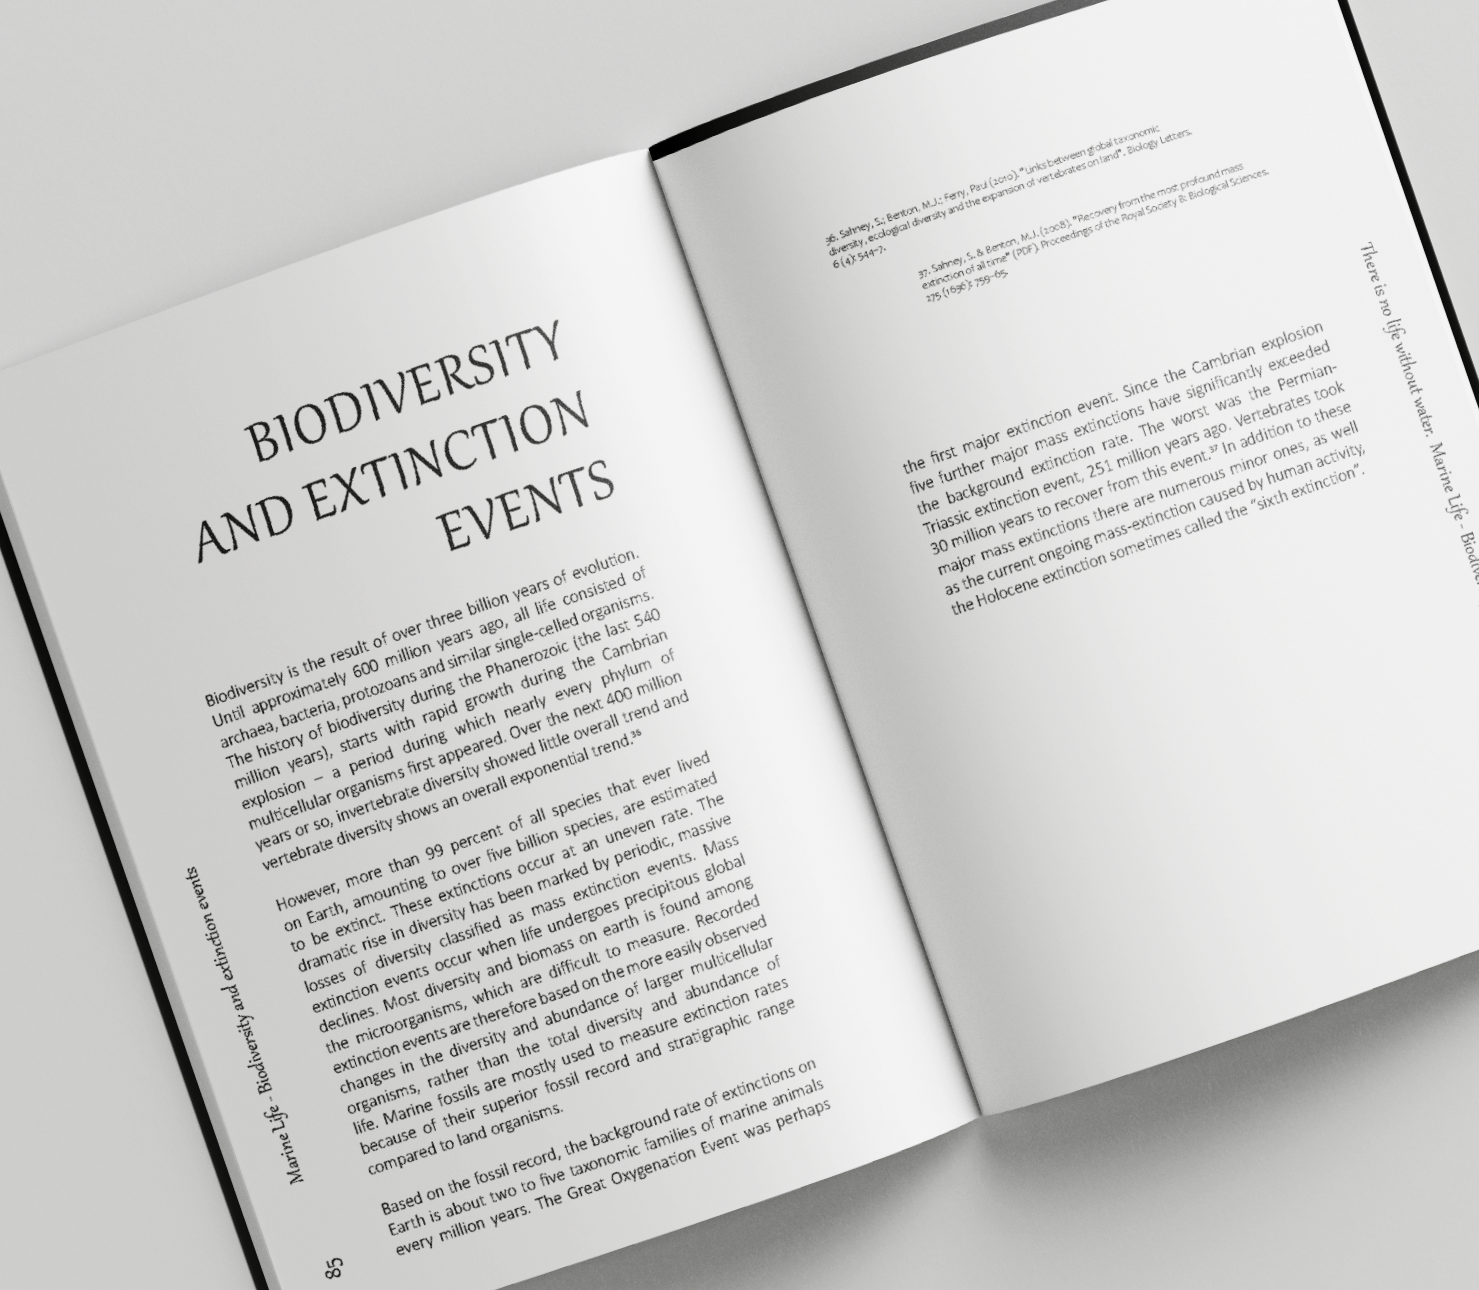 BIODIVERSITY
AND EXTINCTION
EVENTS
Biodiversity is the result of over three billion years of evolution.
Until approximately 600 million years ago, all life consisted of
archaea, bacteria, protozoans and similar single-celled organisms.
The history of biodiversity during the Phanerozoic (the last 540
million years), starts with rapid growth during the Cambrian
explosion – a period during which nearly every phylum of
multicellular organisms first appeared. Over the next 400 million
years or so, invertebrate diversity showed little overall trend and
vertebrate diversity shows an overall exponential trend.³⁶
However, more than 99 percent of all species that ever lived
on Earth, amounting to over five billion species, are estimated
to be extinct. These extinctions occur at an uneven rate. The
dramatic rise in diversity has been marked by periodic, massive
losses of diversity classified as mass extinction events. Mass
extinction events occur when life undergoes precipitous global
declines. Most diversity and biomass on earth is found among
the microorganisms, which are difficult to measure. Recorded
extinction events are therefore based on the more easily observed
changes in the diversity and abundance of larger multicellular
organisms, rather than the total diversity and abundance of
life. Marine fossils are mostly used to measure extinction rates
because of their superior fossil record and stratigraphic range
compared to land organisms.
Based on the fossil record, the background rate of extinctions on
Earth is about two to five taxonomic families of marine animals
every million years. The Great Oxygenation Event was perhaps
Marine Life - Biodiversity and extinction events
85
36. Sahney, S.; Benton, M.J.; Ferry, Paul (2010). "Links between global taxonomic
diversity, ecological diversity and the expansion of vertebrates on land". Biology Letters.
6 (4): 544–7.
37. Sahney, S. & Benton, M.J. (2008). "Recovery from the most profound mass
extinction of all time" (PDF). Proceedings of the Royal Society B: Biological Sciences.
275 (1636): 759–65.
the first major extinction event. Since the Cambrian explosion
five further major mass extinctions have significantly exceeded
the background extinction rate. The worst was the Permian-
Triassic extinction event, 251 million years ago. Vertebrates took
30 million years to recover from this event.³⁷ In addition to these
major mass extinctions there are numerous minor ones, as well
as the current ongoing mass-extinction caused by human activity,
the Holocene extinction sometimes called the "sixth extinction".
There is no life without water. Marine Life - Biodive